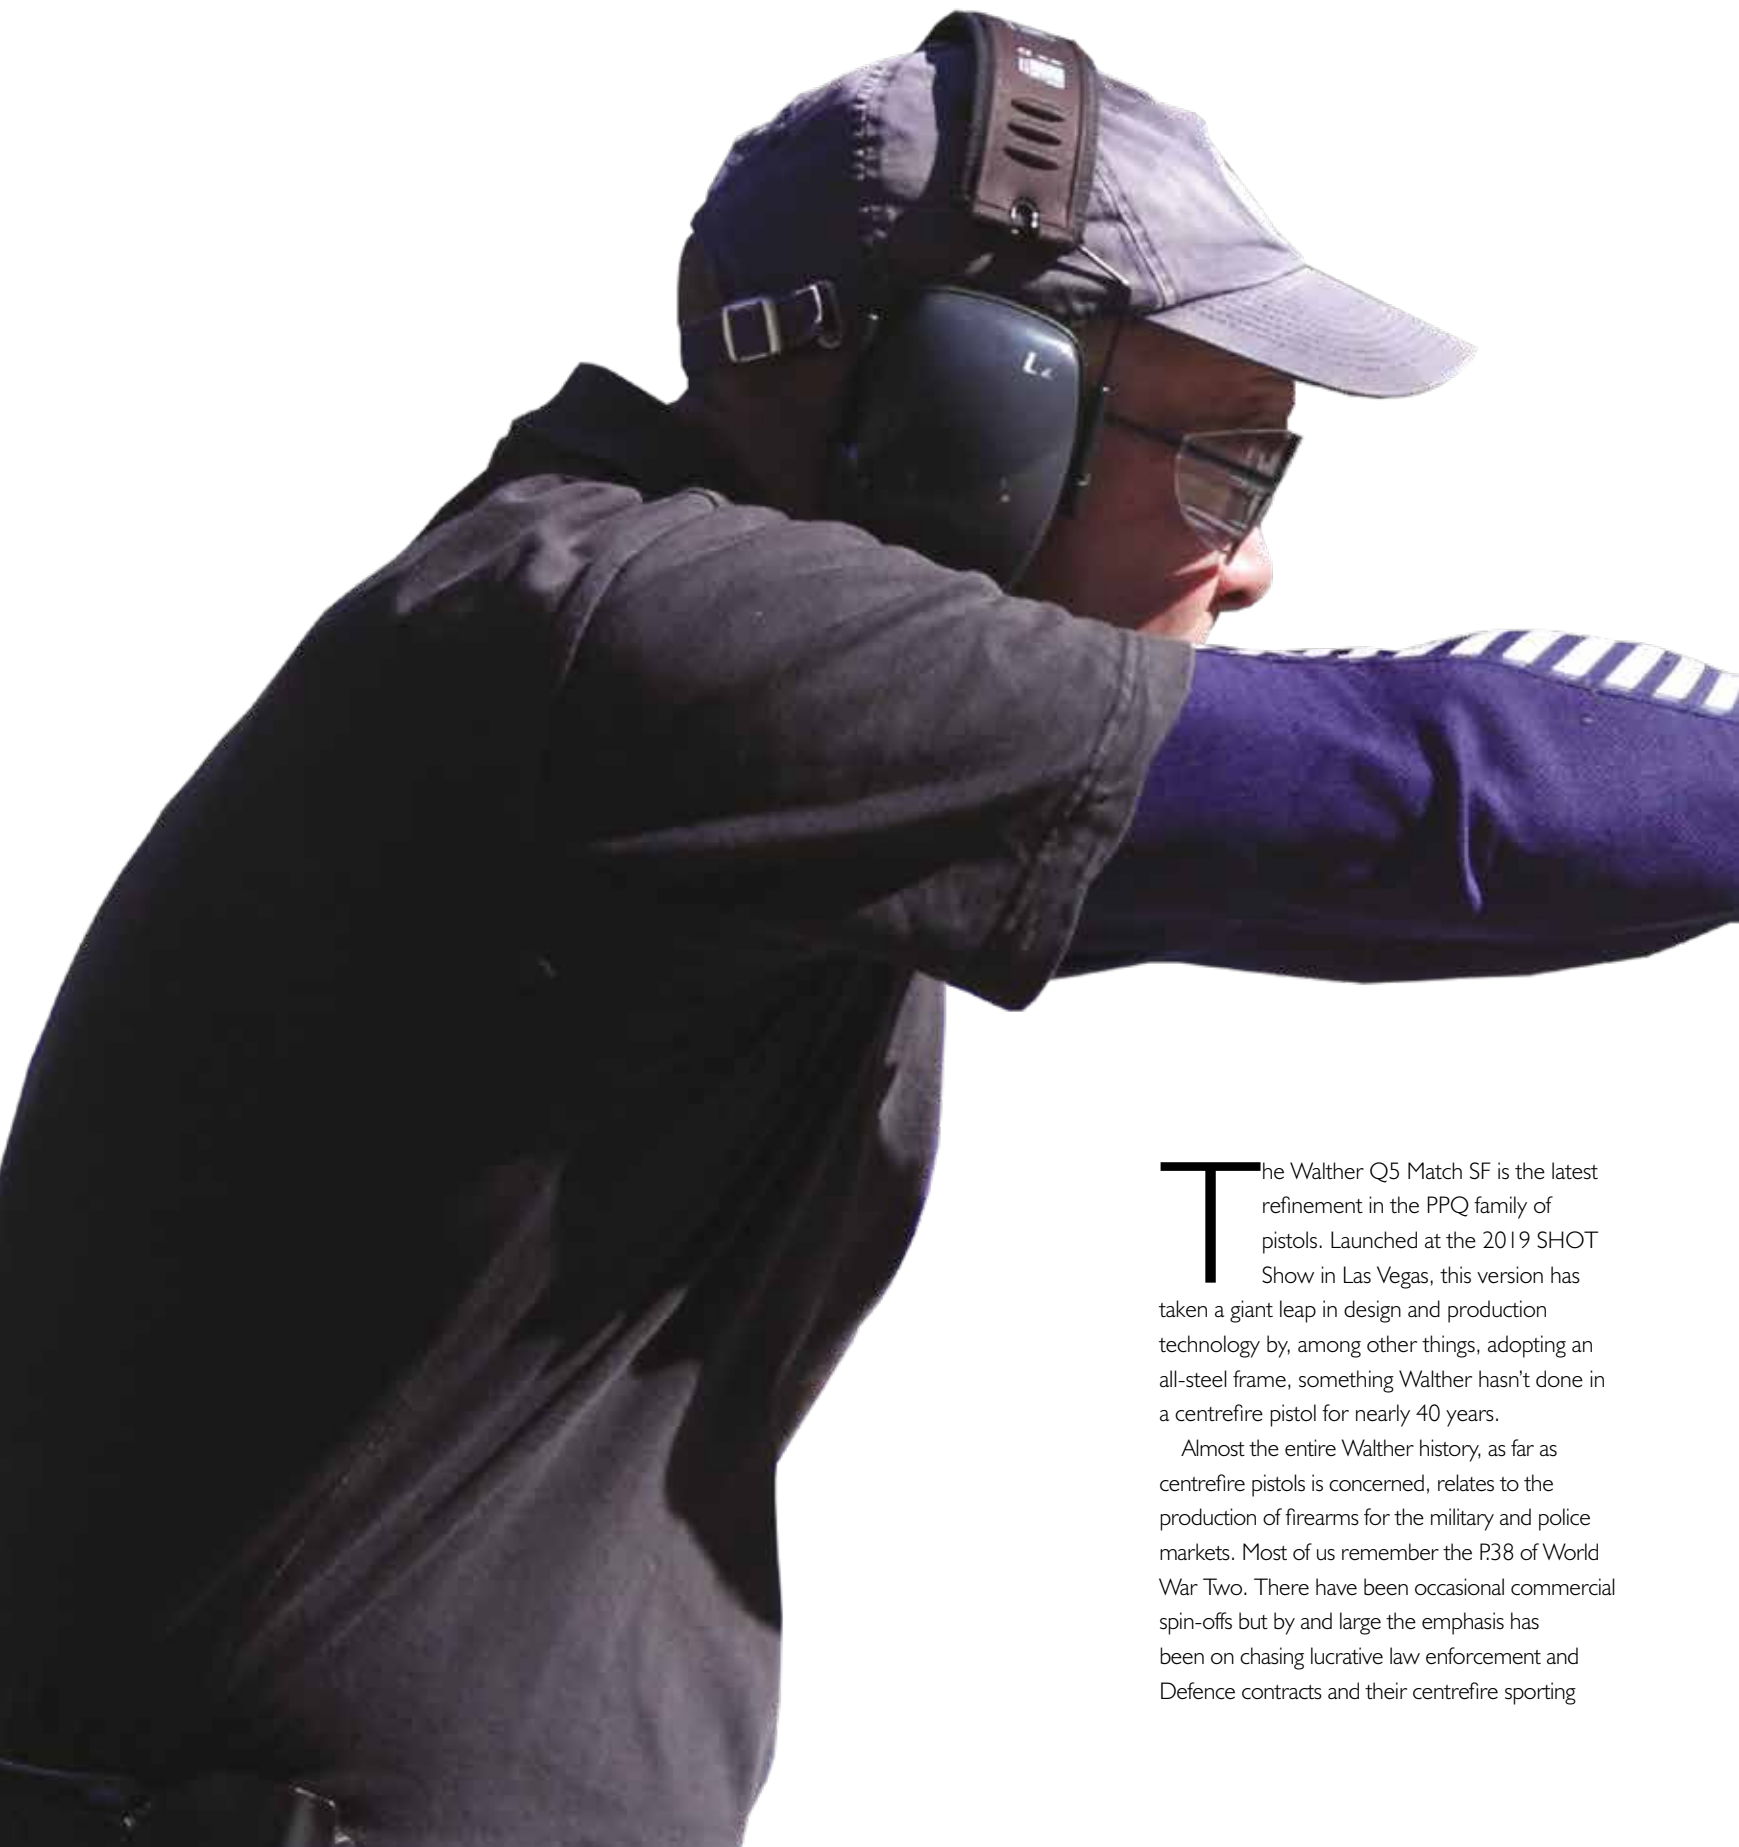 The Walther Q5 Match SF is the latest
refinement in the PPQ family of
pistols. Launched at the 2019 SHOT
Show in Las Vegas, this version has
taken a giant leap in design and production
technology by, among other things, adopting an
all-steel frame, something Walther hasn’t done in
a centrefire pistol for nearly 40 years.
Almost the entire Walther history, as far as
centrefire pistols is concerned, relates to the
production of firearms for the military and police
markets. Most of us remember the P.38 of World
War Two. There have been occasional commercial
spin-offs but by and large the emphasis has
been on chasing lucrative law enforcement and
Defence contracts and their centrefire sporting